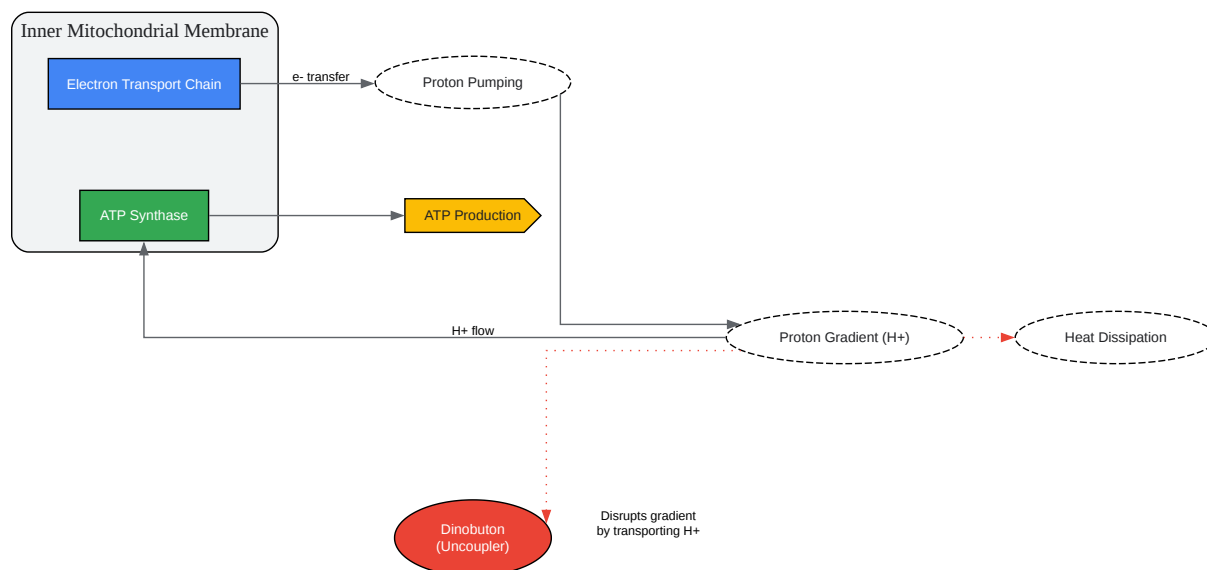 Inner Mitochondrial Membrane
Electron Transport Chain
e- transfer
Proton Pumping
ATP Synthase
ATP Production
H+ flow
Proton Gradient (H+)
Heat Dissipation
Dinobuton
(Uncoupler)
Disrupts gradient
by transporting H+